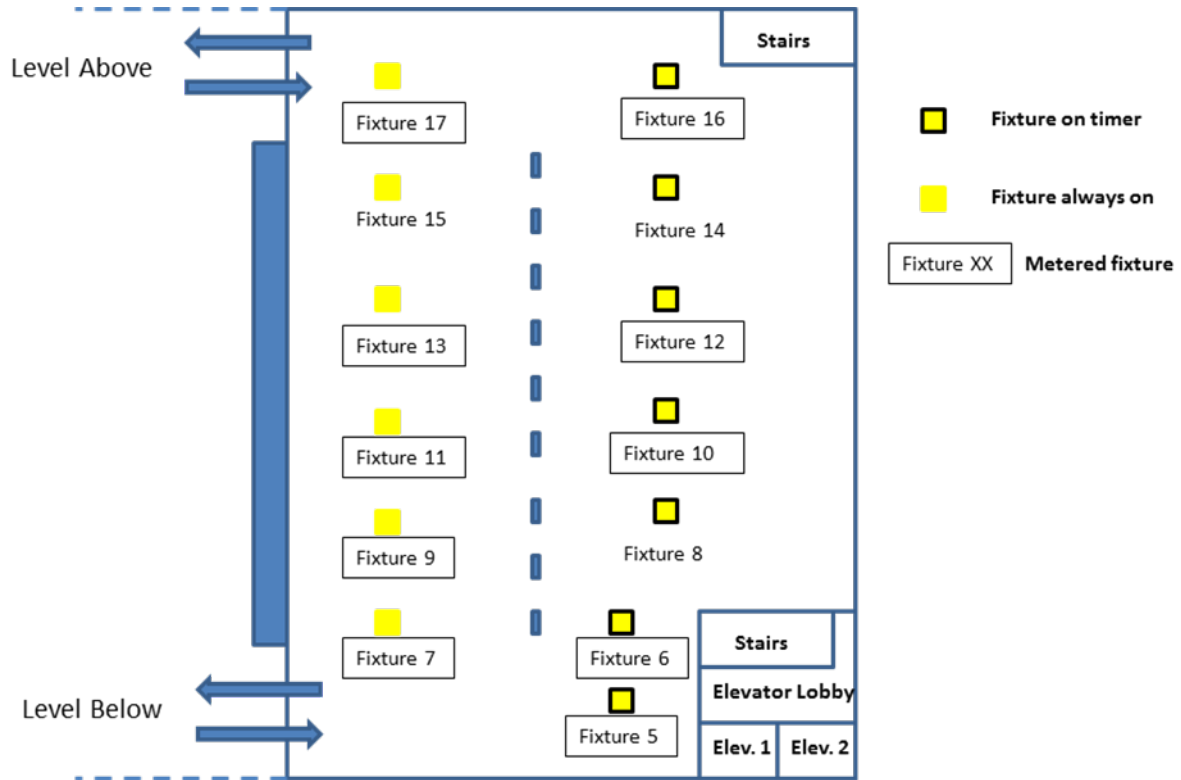 Stairs
Level Above
Fixture 17
Fixture 16
Fixture on timer
Fixture 15
Fixture 14
Fixture always on
Fixture XX
Metered fixture
Fixture 13
Fixture 12
Fixture 11
Fixture 10
Fixture 9
Fixture 8
Fixture 7
Fixture 6
Stairs
Elevator Lobby
Level Below
Fixture 5
Elev. 1
Elev. 2